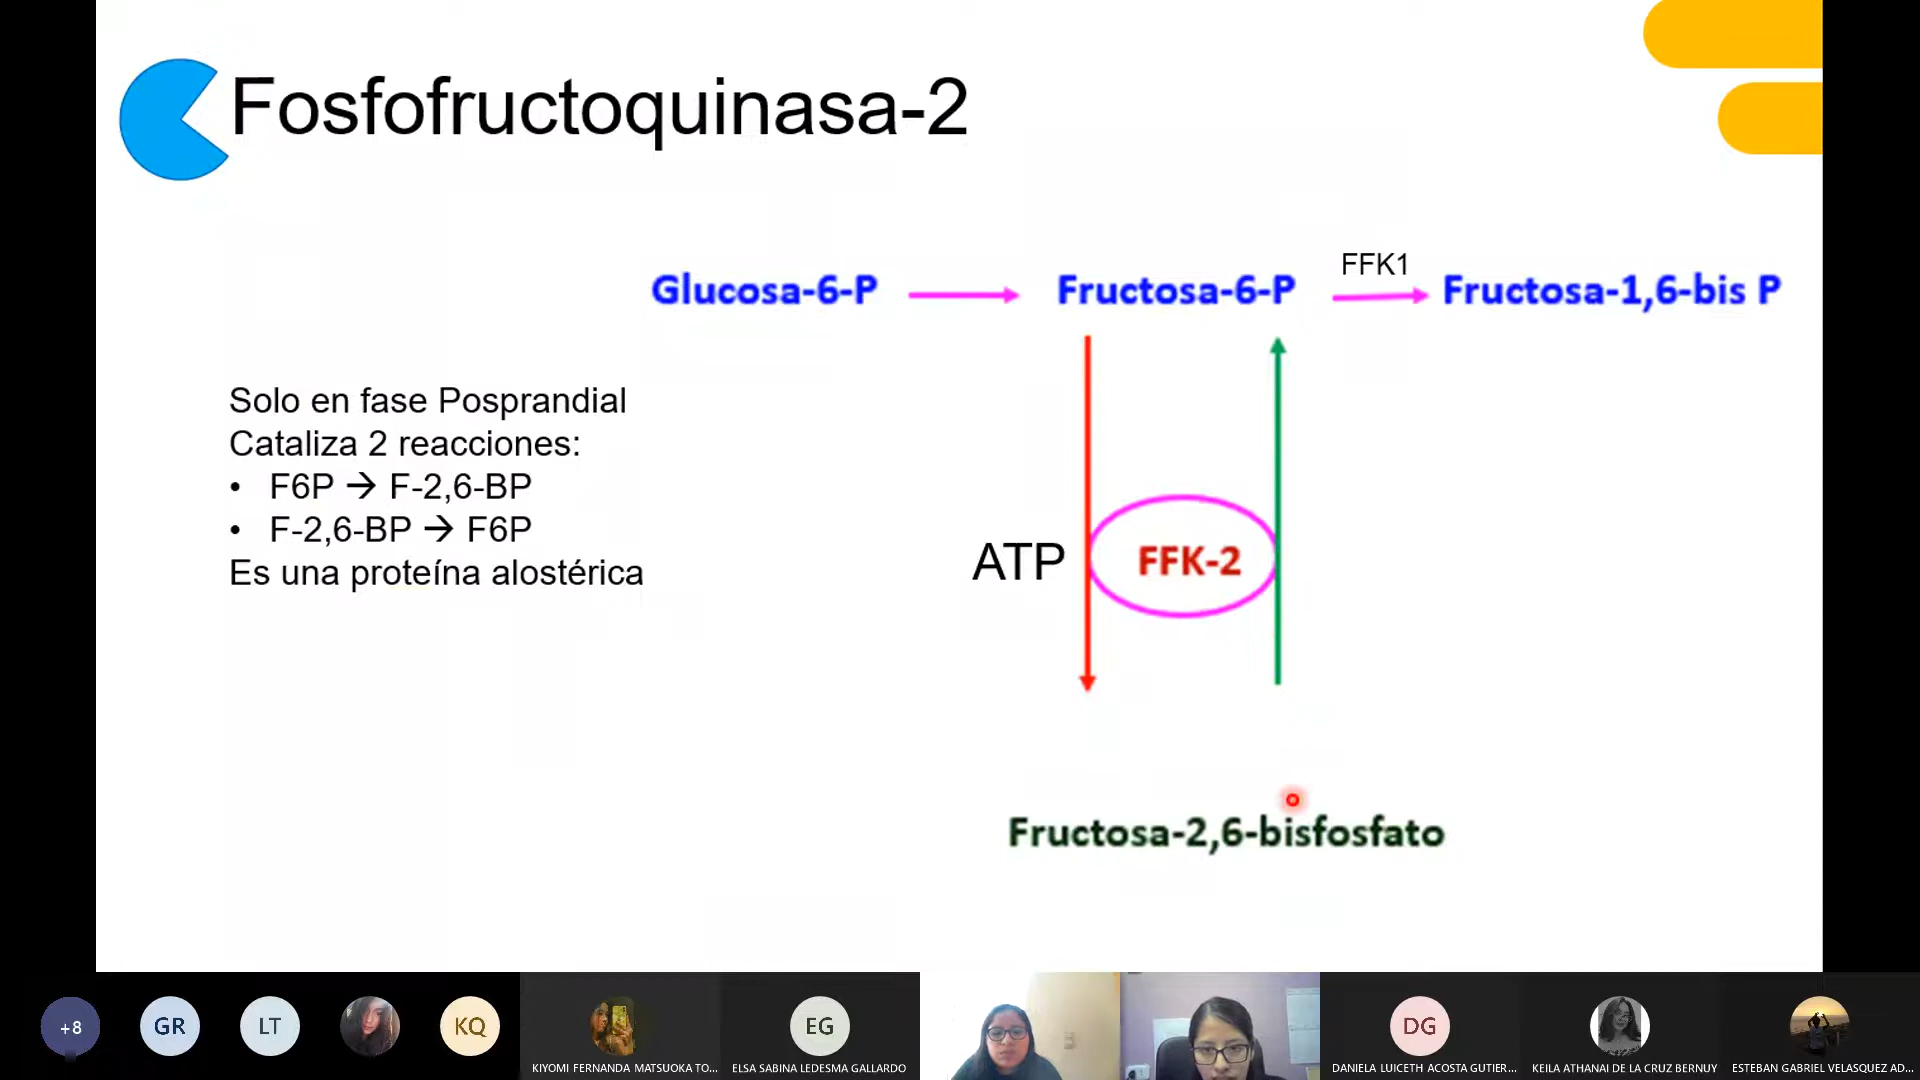 Fosfofructoquinasa-2
FFK1
Glucosa-6-P → Fructosa-6-P → Fructosa-1,6-bis P
Solo en fase Posprandial
Cataliza 2 reacciones:
• F6P → F-2,6-BP
• F-2,6-BP → F6P
Es una proteína alostérica
ATP
FFK-2
Fructosa-2,6-bisfosfato
+8
GR
LT
KQ
KIYOMI FERNANDA MATSUOKA TO...
EG
ELSA SABINA LEDESMA GALLARDO
DG
DANIELA LUICETH ACOSTA GUTIER...
KEILA ATHANAI DE LA CRUZ BERNUY
ESTEBAN GABRIEL VELASQUEZ AD...